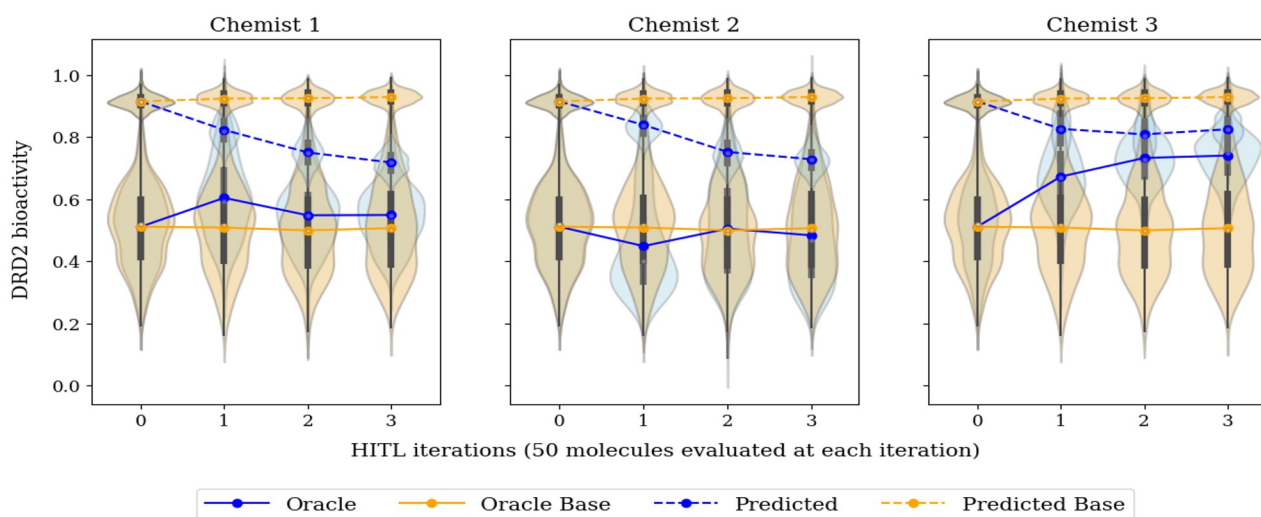 Chemist 1 Chemist 2 Chemist 3
DRD2 bioactivity
1.0
0.8
0.6
0.4
0.2
0.0
0 1 2 3 0 1 2 3 0 1 2 3
HITL iterations (50 molecules evaluated at each iteration)
Oracle Oracle Base Predicted Predicted Base